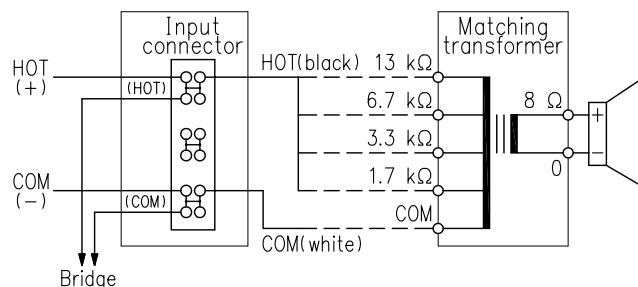 Input
connector
Matching
transformer
HOT
(+)
(HOT)
HOT(black)
13 kΩ
6.7 kΩ
8 Ω
+
3.3 kΩ
−
0
1.7 kΩ
COM
(−)
(COM)
COM
COM(white)
Bridge